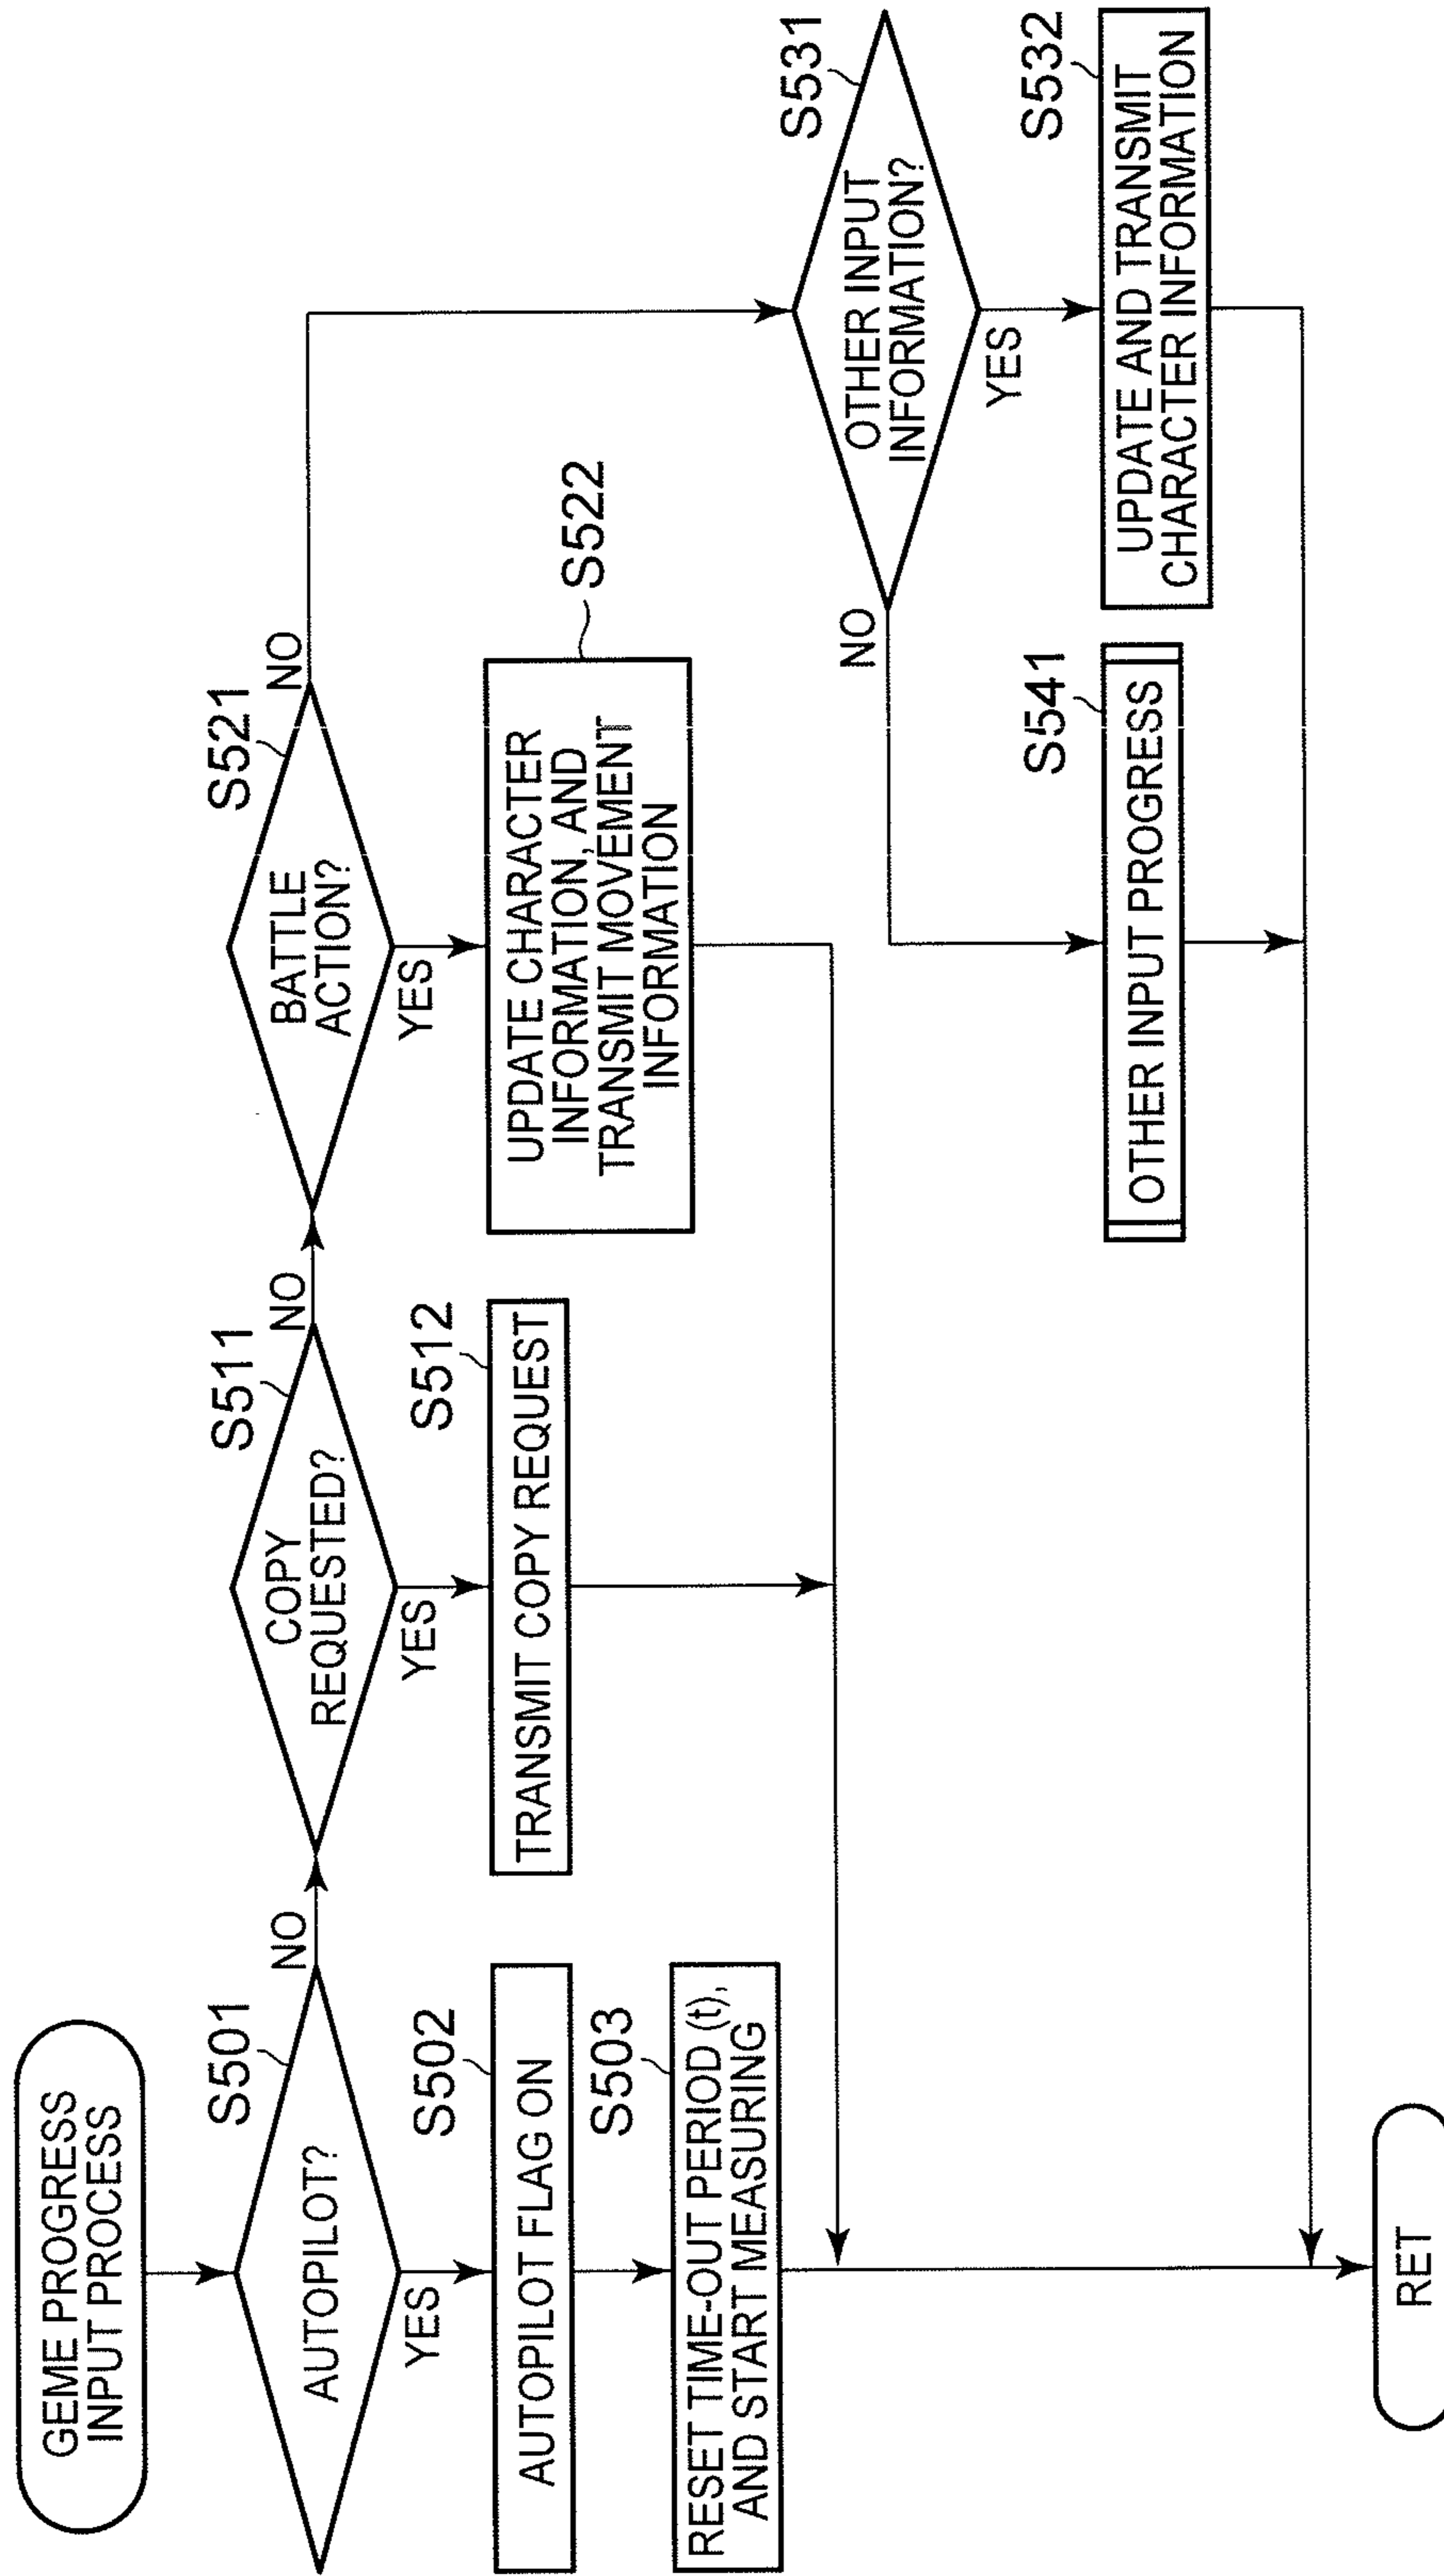 GEME PROGRESS
INPUT PROCESS
S501
AUTOPILOT?
NO
YES
S502
AUTOPILOT FLAG ON
S503
RESET TIME-OUT PERIOD (t),
AND START MEASURING
S511
COPY
REQUESTED?
NO
YES
S512
TRANSMIT COPY REQUEST
S521
BATTLE
ACTION?
NO
YES
S522
UPDATE CHARACTER
INFORMATION, AND
TRANSMIT MOVEMENT
INFORMATION
S531
OTHER INPUT
INFORMATION?
NO
YES
S532
UPDATE AND TRANSMIT
CHARACTER INFORMATION
S541
OTHER INPUT PROGRESS
RET